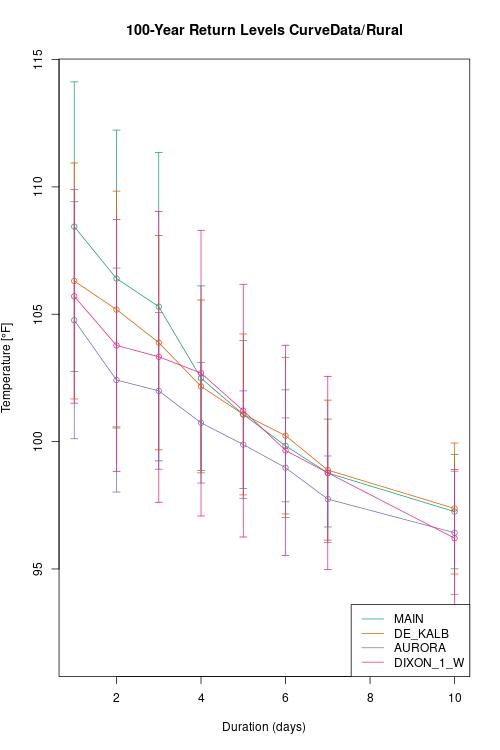 100-Year Return Levels CurveData/Rural
Temperature [°F]
115
110
105
100
95
2
4
6
8
10
Duration (days)
MAIN
DE_KALB
AURORA
DIXON_1_W